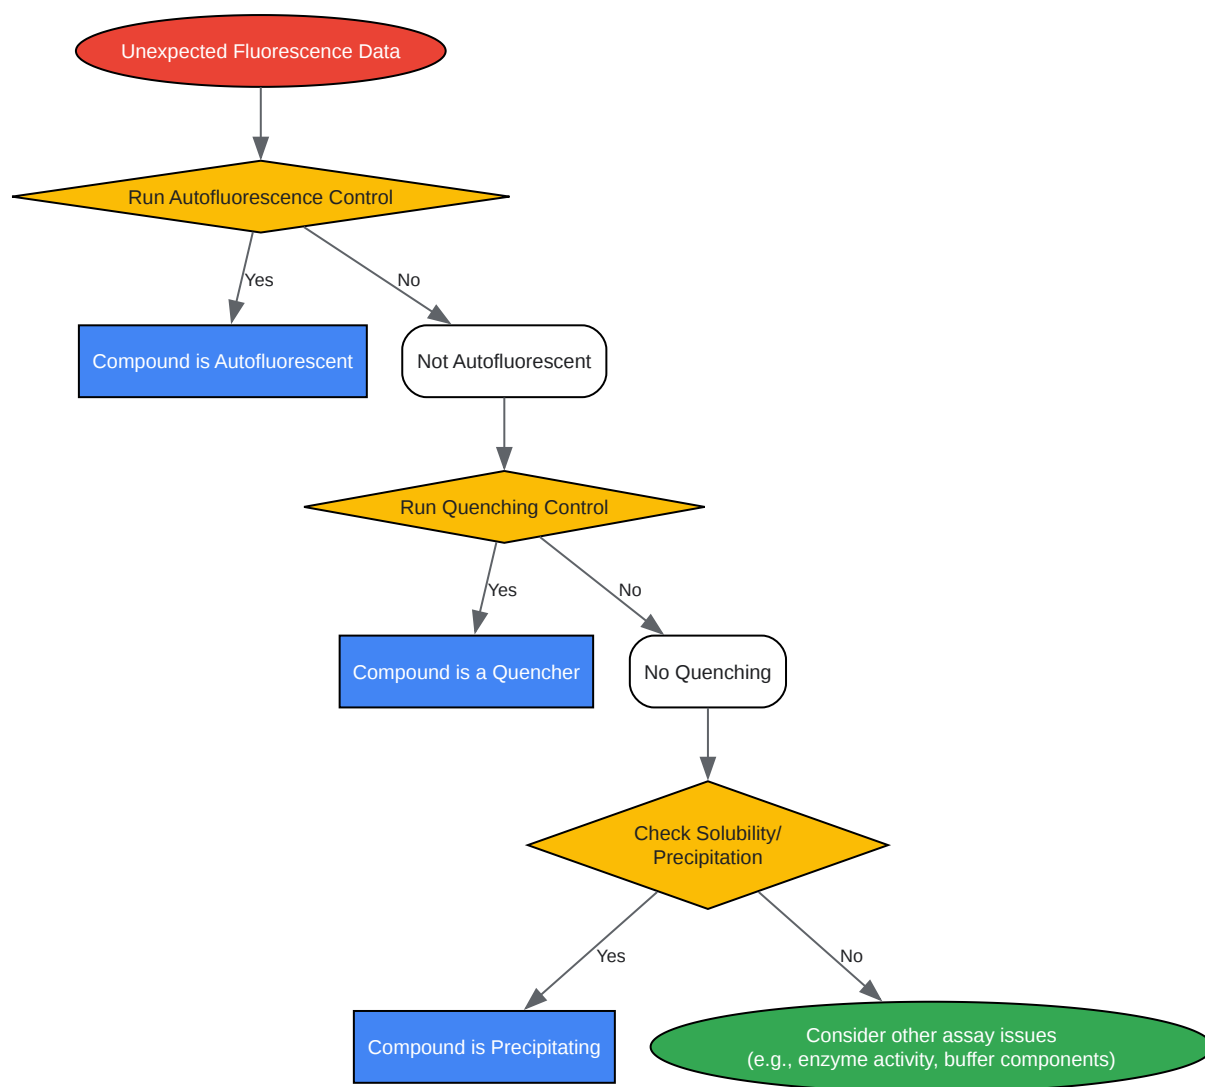 Unexpected Fluorescence Data
Run Autofluorescence Control
Yes
No
Compound is Autofluorescent
Not Autofluorescent
Run Quenching Control
Yes
No
Compound is a Quencher
No Quenching
Check Solubility/
Precipitation
Yes
No
Compound is Precipitating
Consider other assay issues
(e.g., enzyme activity, buffer components)